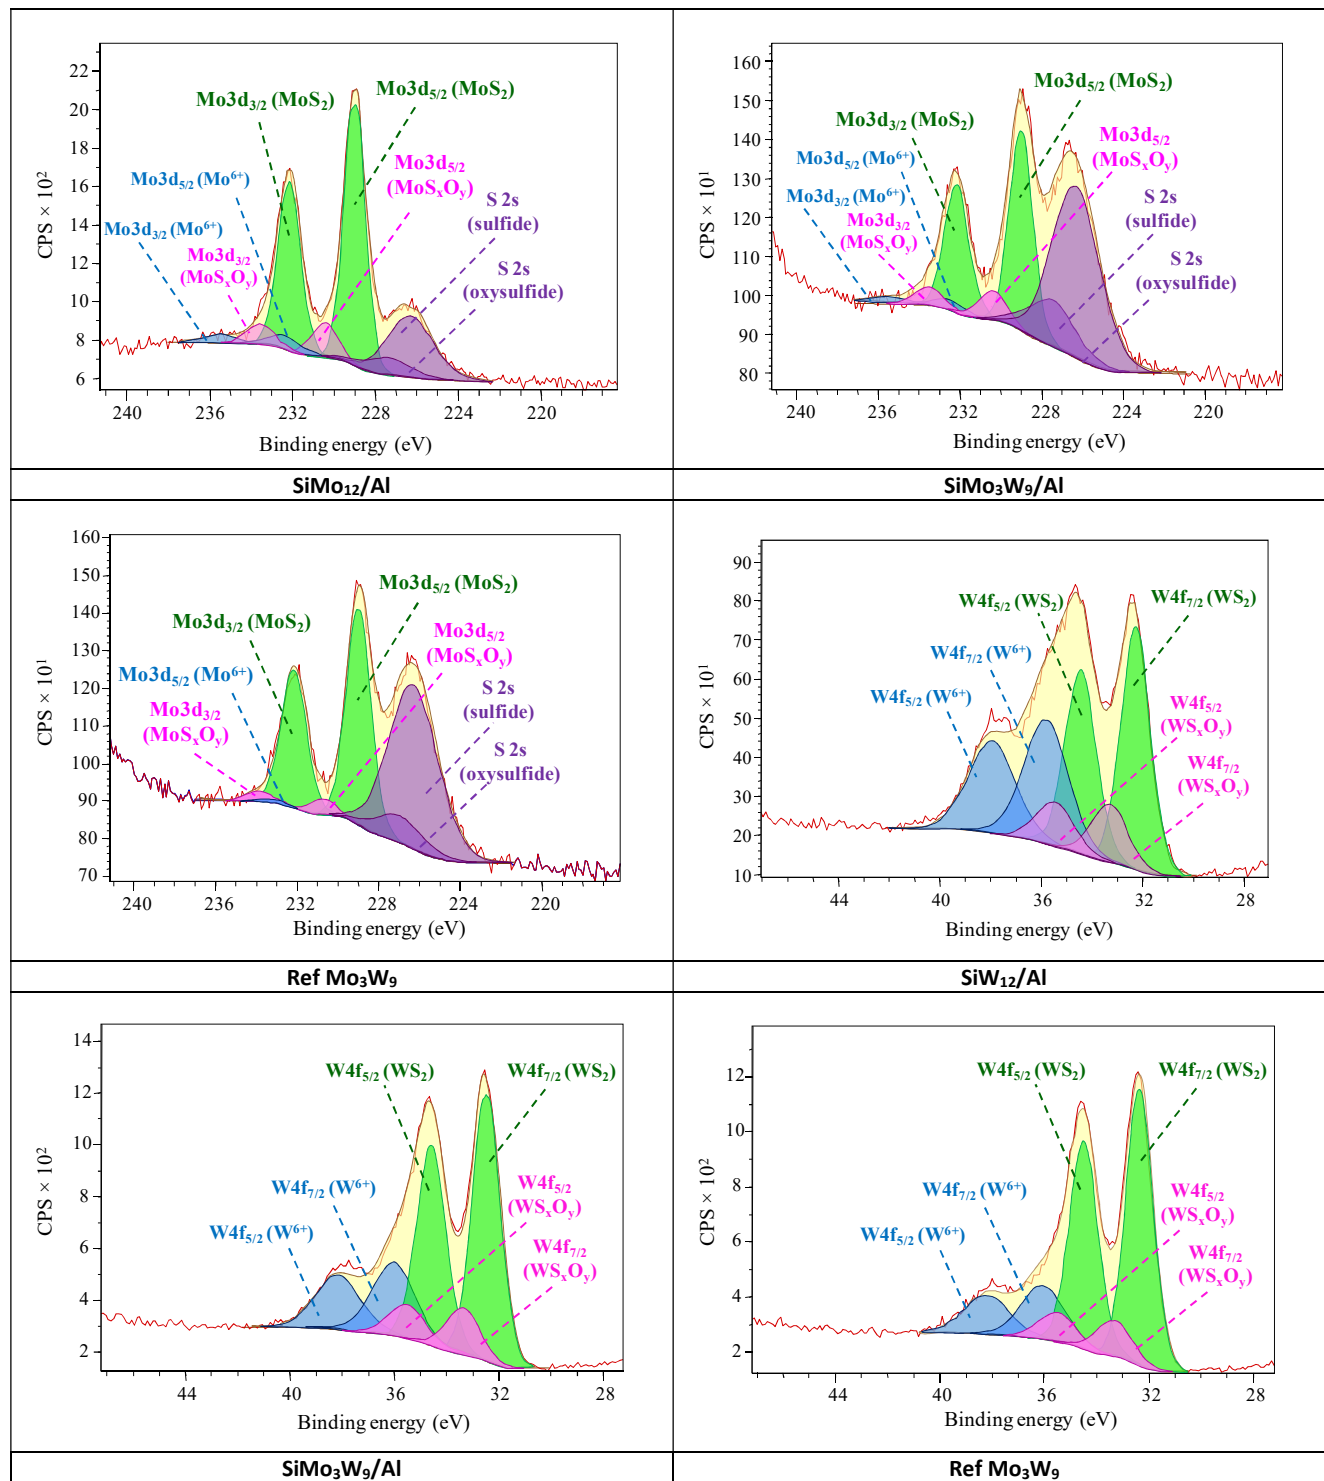 22
20
18
16
14
12
10
8
6
CPS × 10²
Mo3d₃/₂ (MoS₂)
Mo3d₅/₂ (MoS₂)
Mo3d₅/₂ (Mo⁶⁺)
Mo3d₃/₂ (Mo⁶⁺)
Mo3d₃/₂
(MoSₓOᵧ)
Mo3d₅/₂
(MoSₓOᵧ)
S 2s
(sulfide)
S 2s
(oxysulfide)
240 236 232 228 224 220
Binding energy (eV)
SiMo₁₂/Al
160
150
140
130
120
110
100
90
80
CPS × 10¹
Mo3d₅/₂ (MoS₂)
Mo3d₃/₂ (MoS₂)
Mo3d₅/₂ (Mo⁶⁺)
Mo3d₃/₂ (Mo⁶⁺)
Mo3d₃/₂
(MoSₓOᵧ)
Mo3d₅/₂
(MoSₓOᵧ)
S 2s
(sulfide)
S 2s
(oxysulfide)
240 236 232 228 224 220
Binding energy (eV)
SiMo₃W₉/Al
160
150
140
130
120
110
100
90
80
70
CPS × 10¹
Mo3d₅/₂ (MoS₂)
Mo3d₃/₂ (MoS₂)
Mo3d₅/₂ (Mo⁶⁺)
Mo3d₃/₂
(MoSₓOᵧ)
Mo3d₅/₂
(MoSₓOᵧ)
S 2s
(sulfide)
S 2s
(oxysulfide)
240 236 232 228 224 220
Binding energy (eV)
Ref Mo₃W₉
90
80
70
60
50
40
30
20
10
CPS × 10¹
W4f₅/₂ (WS₂)
W4f₇/₂ (WS₂)
W4f₇/₂ (W⁶⁺)
W4f₅/₂ (W⁶⁺)
W4f₅/₂
(WSₓOᵧ)
W4f₇/₂
(WSₓOᵧ)
44 40 36 32 28
Binding energy (eV)
SiW₁₂/Al
14
12
10
8
6
4
2
CPS × 10²
W4f₅/₂ (WS₂)
W4f₇/₂ (WS₂)
W4f₇/₂ (W⁶⁺)
W4f₅/₂ (W⁶⁺)
W4f₅/₂
(WSₓOᵧ)
W4f₇/₂
(WSₓOᵧ)
44 40 36 32 28
Binding energy (eV)
SiMo₃W₉/Al
12
10
8
6
4
2
CPS × 10²
W4f₅/₂ (WS₂)
W4f₇/₂ (WS₂)
W4f₇/₂ (W⁶⁺)
W4f₅/₂ (W⁶⁺)
W4f₅/₂
(WSₓOᵧ)
W4f₇/₂
(WSₓOᵧ)
44 40 36 32 28
Binding energy (eV)
Ref Mo₃W₉